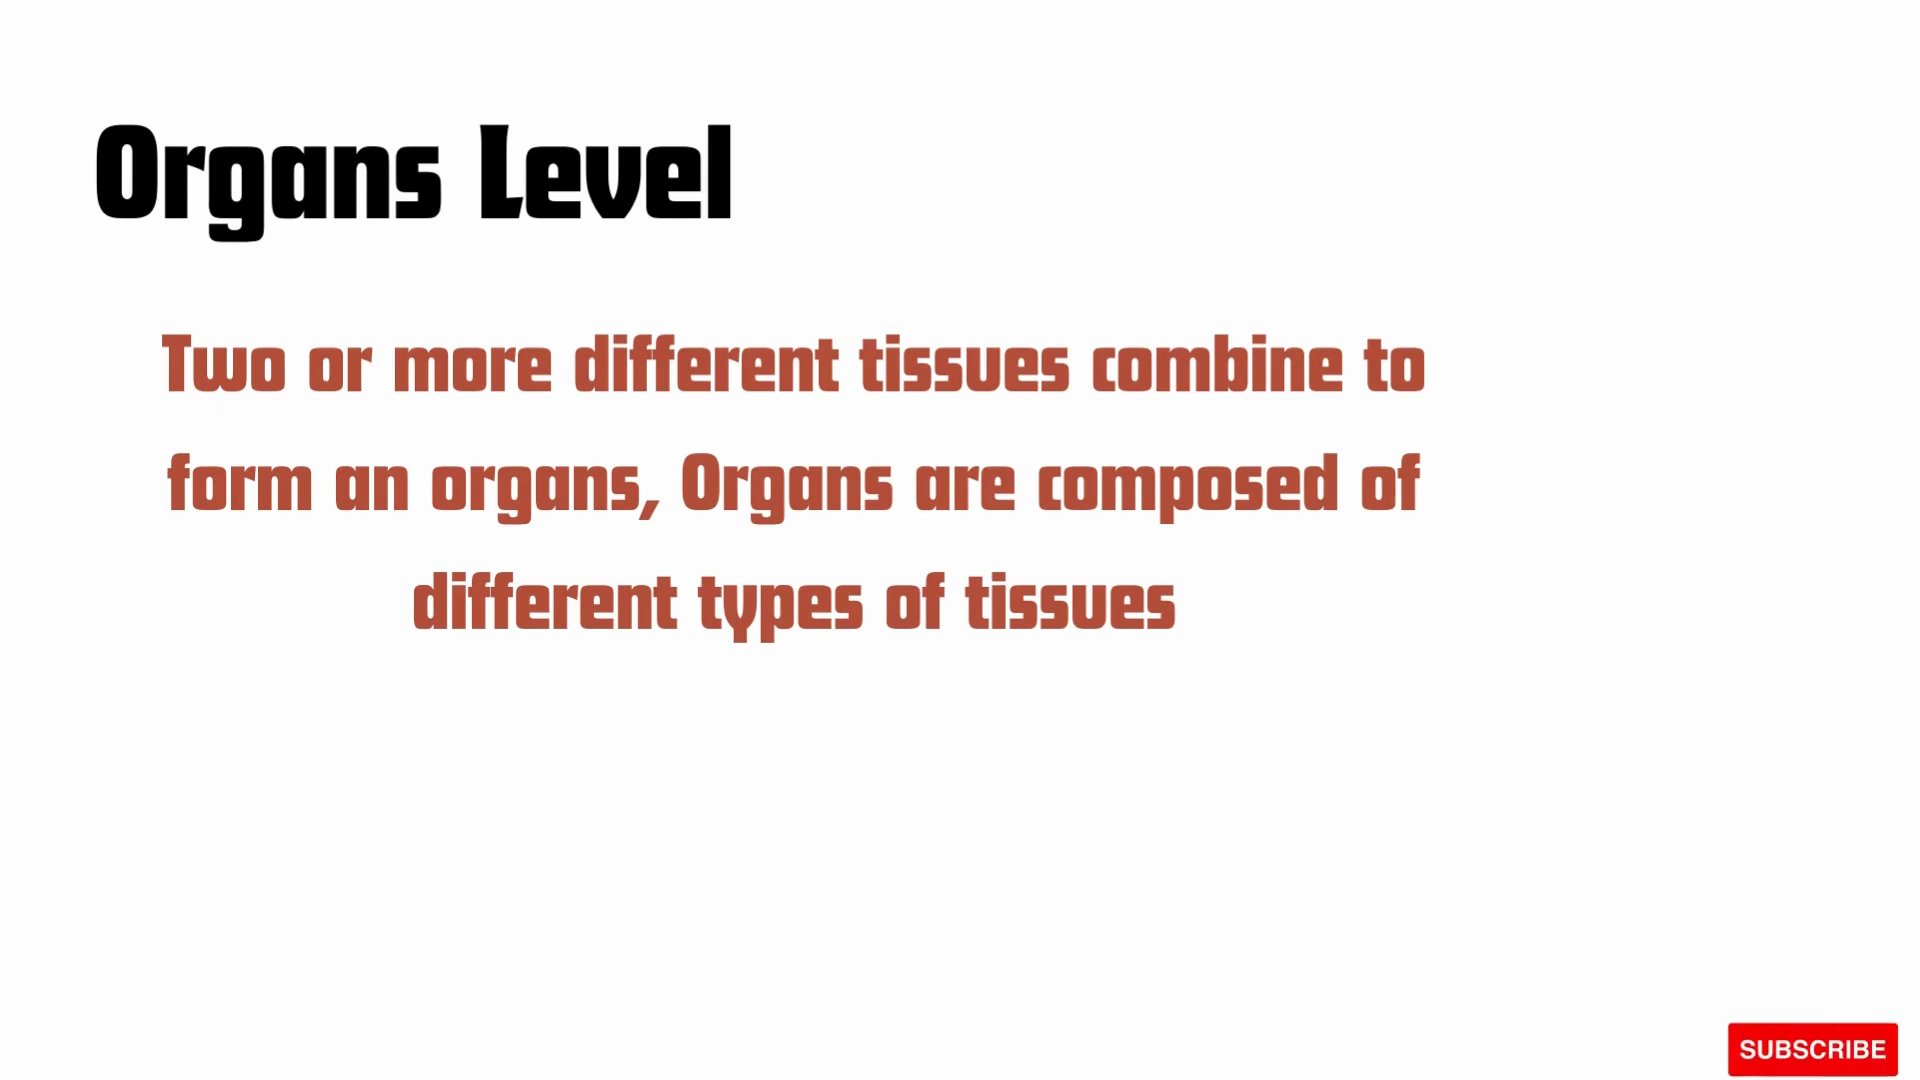 Organs Level
Two or more different tissues combine to
form an organs, Organs are composed of
different types of tissues
SUBSCRIBE